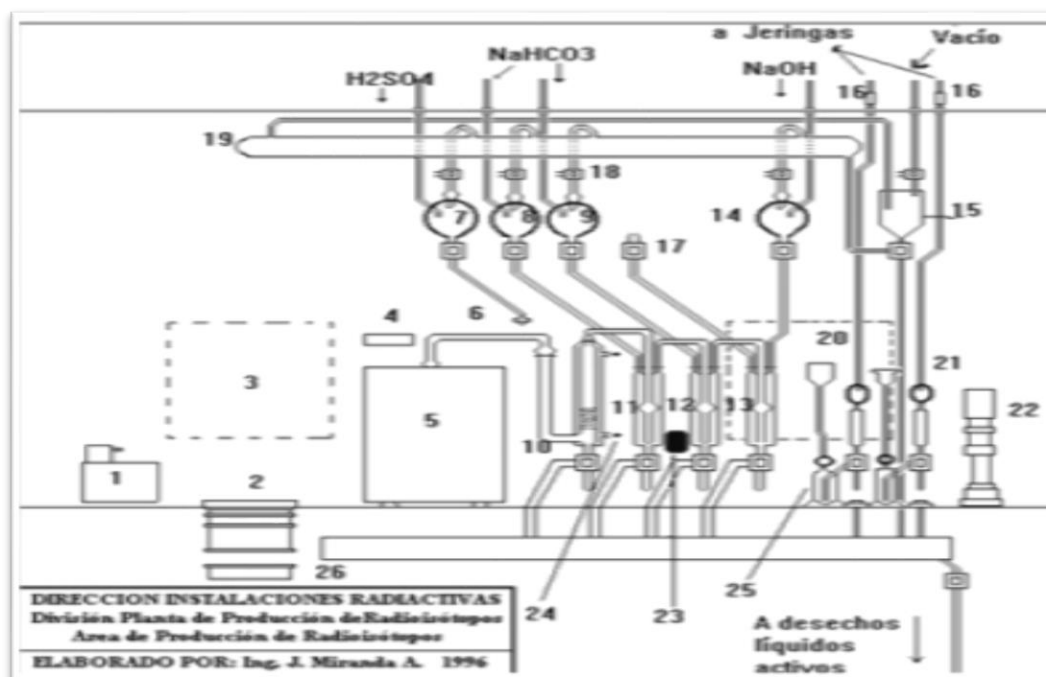 a Jeringas
Vacío
NaHCO3
H2SO4
NaOH
16
16
19
18
7
8
9
14
15
17
6
4
20
3
21
5
11
12
13
22
10
1
2
26
25
24
23
DIRECCION INSTALACIONES RADIACTIVAS
División Planta de Producción deRadioisótopos
Area de Producción de Radioisótopos
ELABORADO POR: Ing. J. Miranda A. 1996
A desechos
líquidos
activos